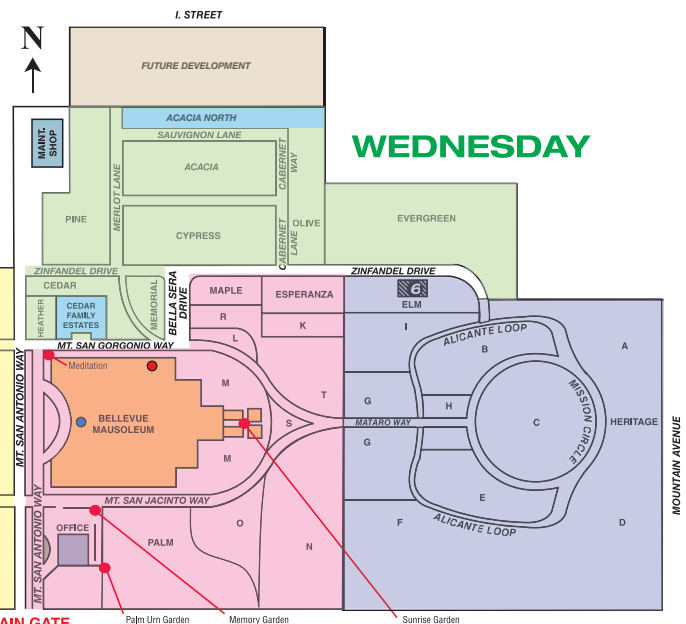 I. STREET
N
FUTURE DEVELOPMENT
ACACIA NORTH
MAINT.
SHOP
SAUVIGNON LANE
WEDNESDAY
MERLOT LANE
ACACIA
CABERNET
WAY
PINE
CYPRESS
CABERNET
LANE
OLIVE
EVERGREEN
ZINFANDEL DRIVE
ZINFANDEL DRIVE
CEDAR
MEMORIAL
BELLA SERA
DRIVE
MAPLE
ESPERANZA
6
ELM
HEATHER
CEDAR
FAMILY
ESTATES
R
K
I
L
MT. SAN GORGONIO WAY
ALICANTE LOOP
B
A
Meditation
MT. SAN ANTONIO WAY
M
T
G
H
MISSION CIRCLE
BELLEVUE
MAUSOLEUM
S
MATARO WAY
C
HERITAGE
MOUNTAIN AVENUE
G
M
MT. SAN JACINTO WAY
E
MT. SAN ANTONIO WAY
OFFICE
PALM
O
N
F
ALICANTE LOOP
D
AIN GATE
Palm Urn Garden
Memory Garden
Sunrise Garden